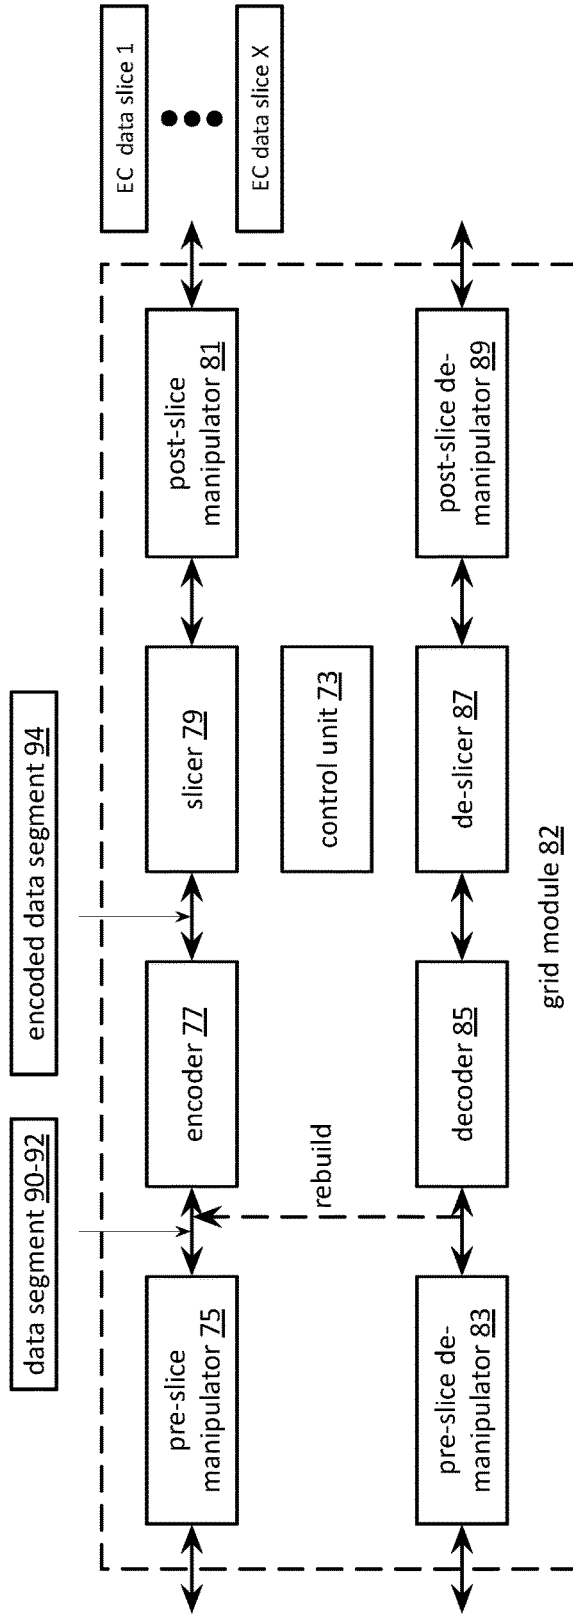 data segment 90-92
encoded data segment 94
EC data slice 1
EC data slice X
pre-slice
manipulator 75
encoder 77
slicer 79
post-slice
manipulator 81
rebuild
control unit 73
pre-slice de-
manipulator 83
decoder 85
de-slicer 87
post-slice de-
manipulator 89
grid module 82